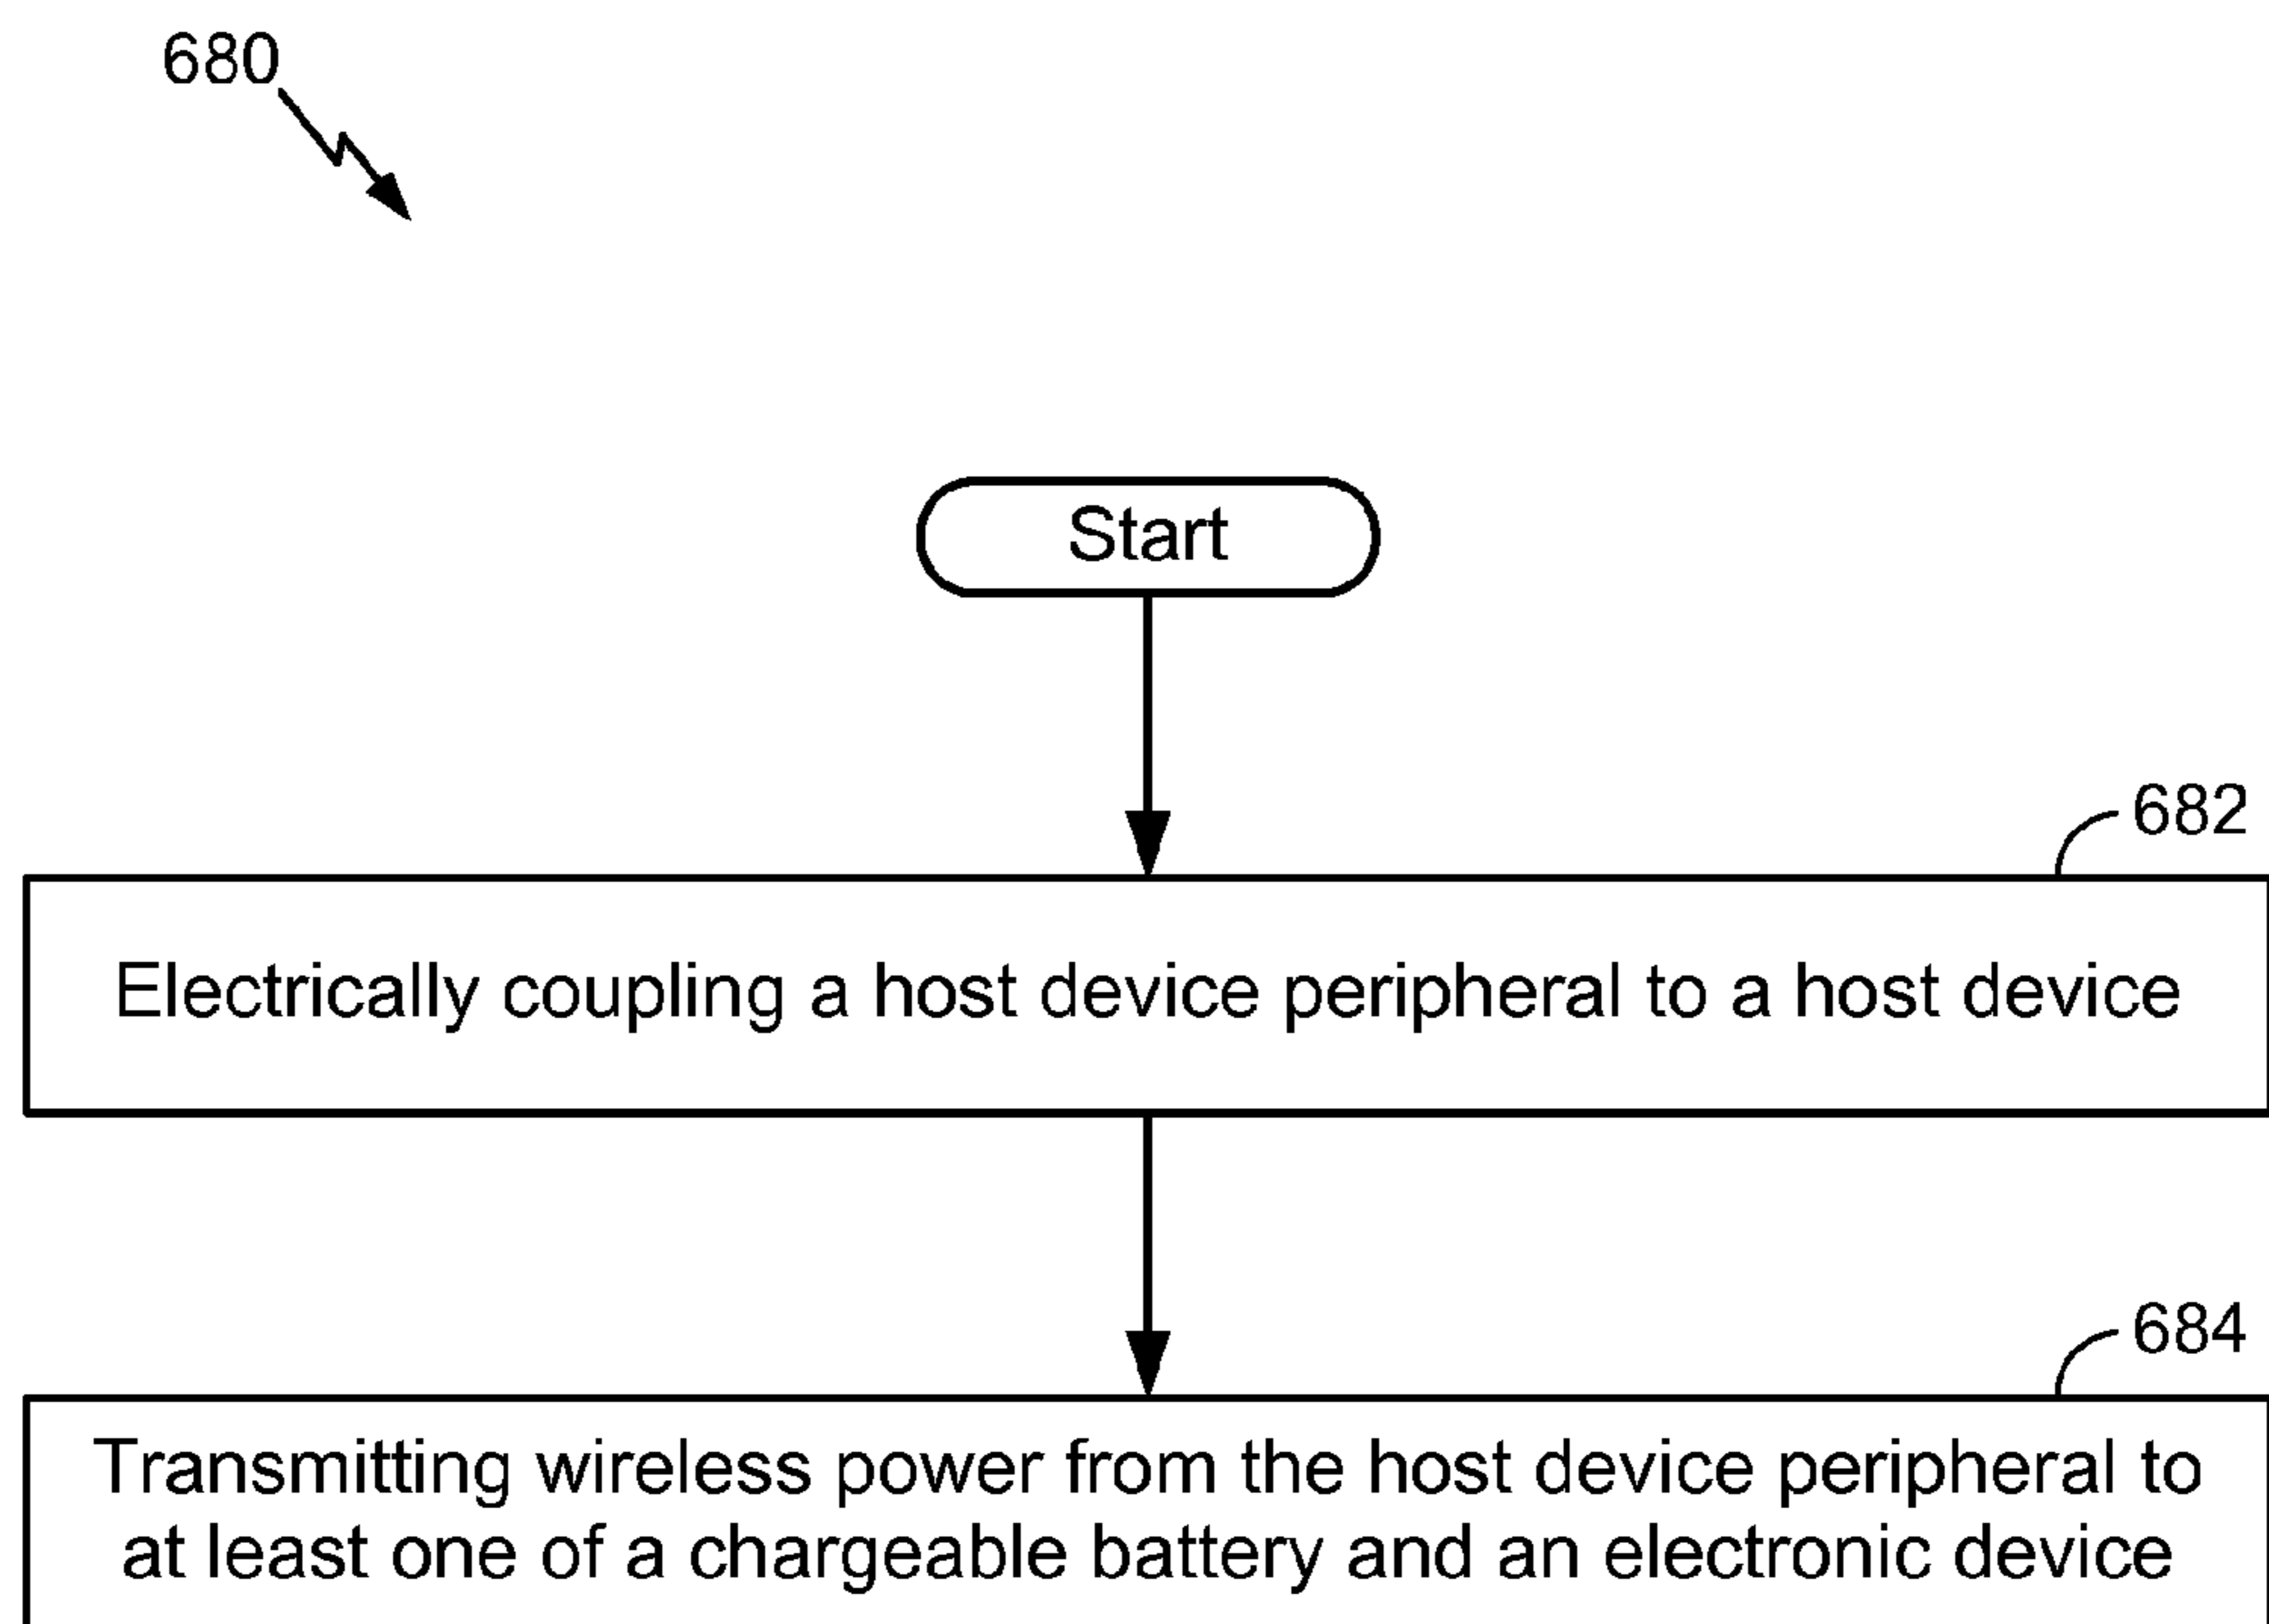 680
Start
682
Electrically coupling a host device peripheral to a host device
684
Transmitting wireless power from the host device peripheral to
at least one of a chargeable battery and an electronic device